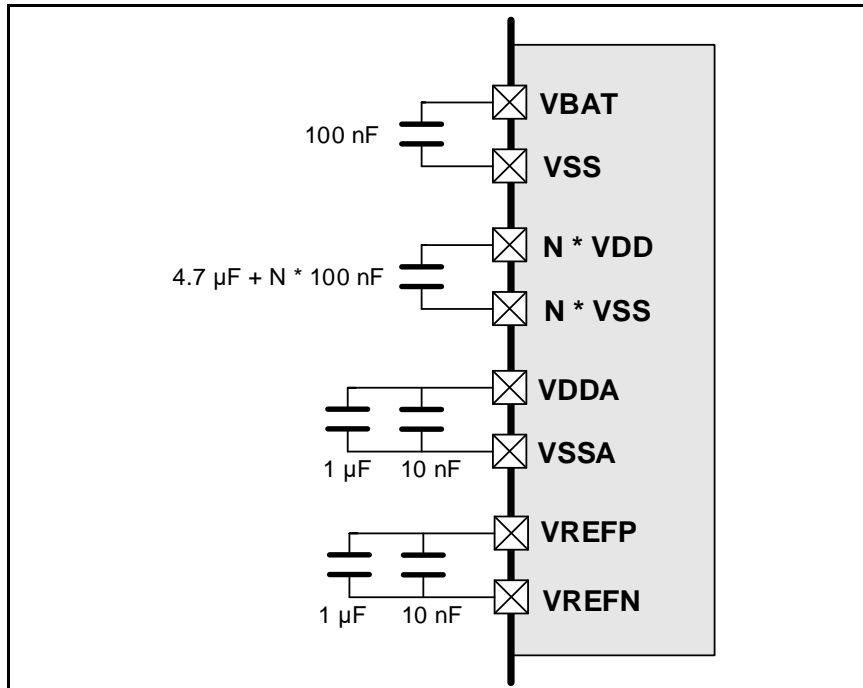 VBAT
100 nF
VSS
N * VDD
4.7 µF + N * 100 nF
N * VSS
VDDA
1 µF 10 nF VSSA
VREFP
1 µF 10 nF VREFN